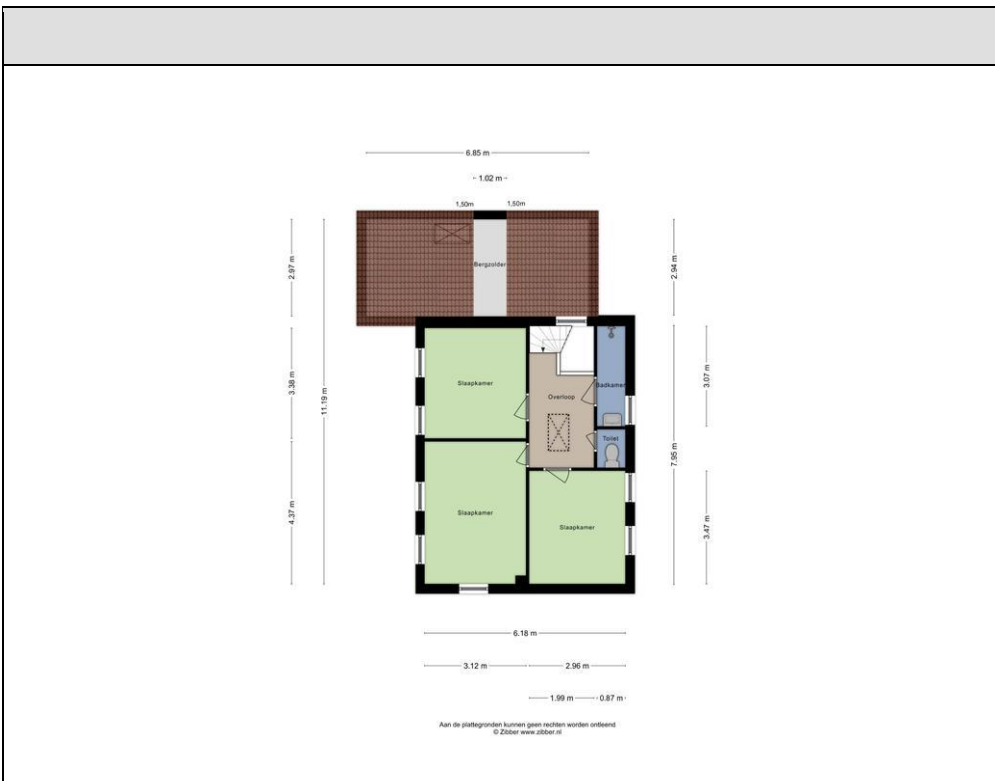 6.85 m
1.02 m
1,50m 1,50m
2.97 m
11.19 m
2.94 m
Bergzolder
3.38 m
Slaapkamer
Overloop
Badkamer
3.07 m
7.95 m
Toilet
4.37 m
Slaapkamer
Slaapkamer
3.47 m
6.18 m
3.12 m 2.96 m
1.99 m 0.87 m
Aan de plattegronden kunnen geen rechten worden ontleend
© Zibber www.zibber.nl